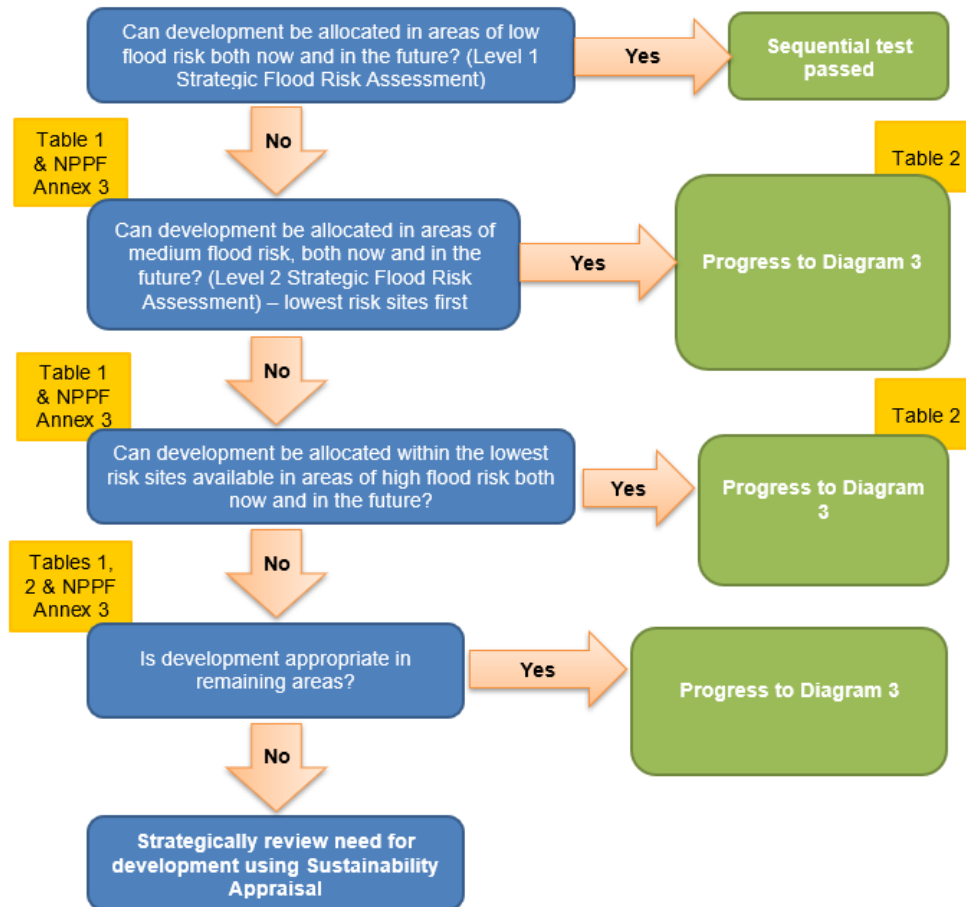 Can development be allocated in areas of low
flood risk both now and in the future? (Level 1
Strategic Flood Risk Assessment)
Yes
Sequential test
passed
No
Table 1
& NPPF
Annex 3
Table 2
Can development be allocated in areas of
medium flood risk, both now and in the
future? (Level 2 Strategic Flood Risk
Assessment) – lowest risk sites first
Yes
Progress to Diagram 3
No
Table 1
& NPPF
Annex 3
Table 2
Can development be allocated within the lowest
risk sites available in areas of high flood risk both
now and in the future?
Yes
Progress to Diagram
3
No
Tables 1,
2 & NPPF
Annex 3
Is development appropriate in
remaining areas?
Yes
Progress to Diagram 3
No
Strategically review need for
development using Sustainability
Appraisal